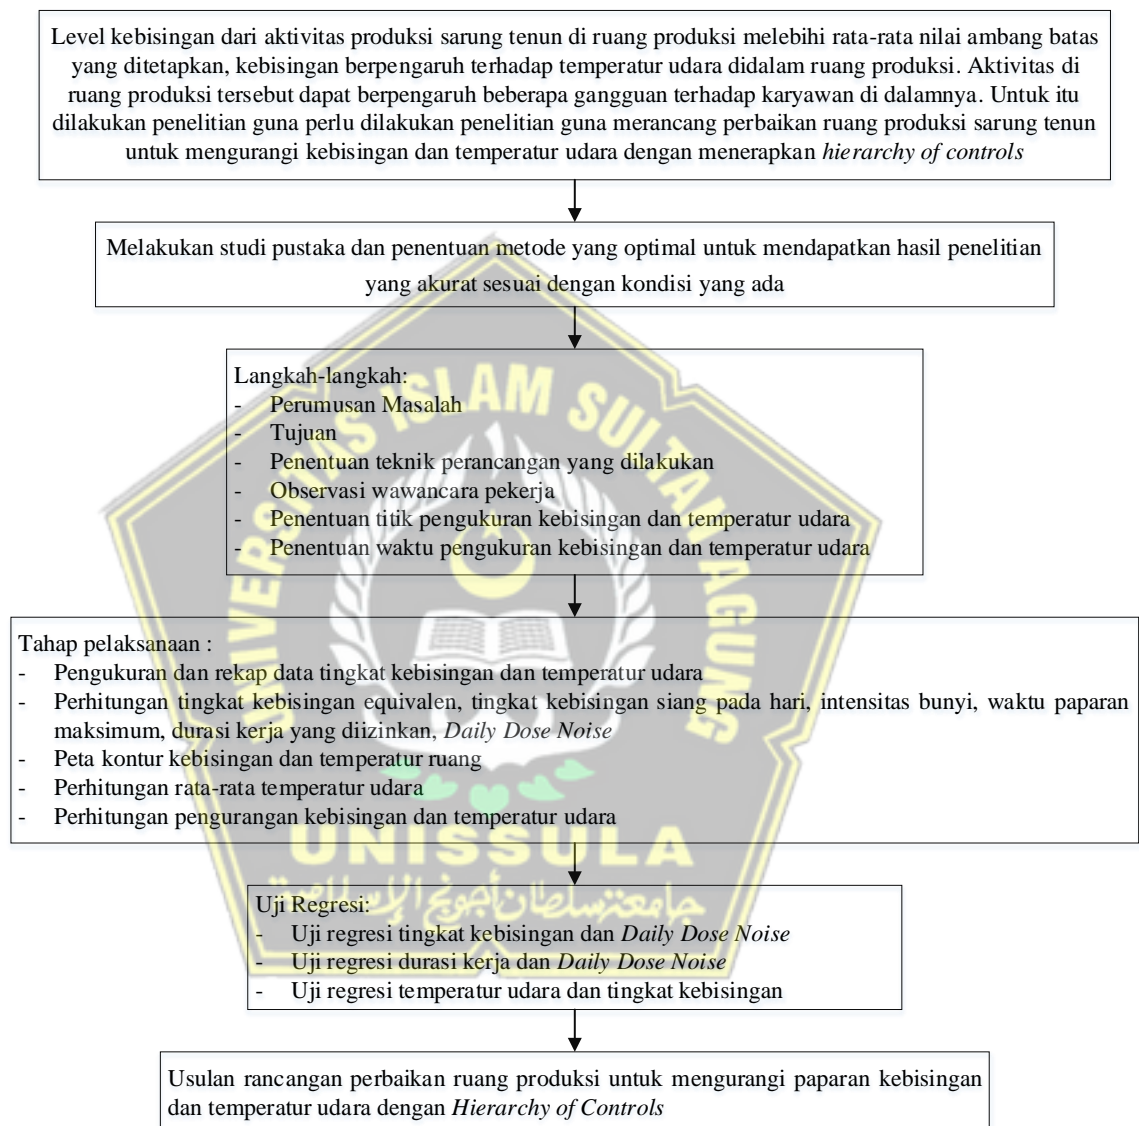 Level kebisingan dari aktivitas produksi sarung tenun di ruang produksi melebihi rata-rata nilai ambang batas
yang ditetapkan, kebisingan berpengaruh terhadap temperatur udara didalam ruang produksi. Aktivitas di
ruang produksi tersebut dapat berpengaruh beberapa gangguan terhadap karyawan di dalamnya. Untuk itu
dilakukan penelitian guna perlu dilakukan penelitian guna merancang perbaikan ruang produksi sarung tenun
untuk mengurangi kebisingan dan temperatur udara dengan menerapkan hierarchy of controls
Melakukan studi pustaka dan penentuan metode yang optimal untuk mendapatkan hasil penelitian
yang akurat sesuai dengan kondisi yang ada
Langkah-langkah:
- Perumusan Masalah
- Tujuan
- Penentuan teknik perancangan yang dilakukan
- Observasi wawancara pekerja
- Penentuan titik pengukuran kebisingan dan temperatur udara
- Penentuan waktu pengukuran kebisingan dan temperatur udara
Tahap pelaksanaan :
- Pengukuran dan rekap data tingkat kebisingan dan temperatur udara
- Perhitungan tingkat kebisingan equivalen, tingkat kebisingan siang pada hari, intensitas bunyi, waktu paparan
maksimum, durasi kerja yang diizinkan, Daily Dose Noise
- Peta kontur kebisingan dan temperatur ruang
- Perhitungan rata-rata temperatur udara
- Perhitungan pengurangan kebisingan dan temperatur udara
Uji Regresi:
- Uji regresi tingkat kebisingan dan Daily Dose Noise
- Uji regresi durasi kerja dan Daily Dose Noise
- Uji regresi temperatur udara dan tingkat kebisingan
Usulan rancangan perbaikan ruang produksi untuk mengurangi paparan kebisingan
dan temperatur udara dengan Hierarchy of Controls
UNIVERSITAS ISLAM SULTAN AGUNG
UNISSULA
جامعة سلطان أجونج الإسلامية